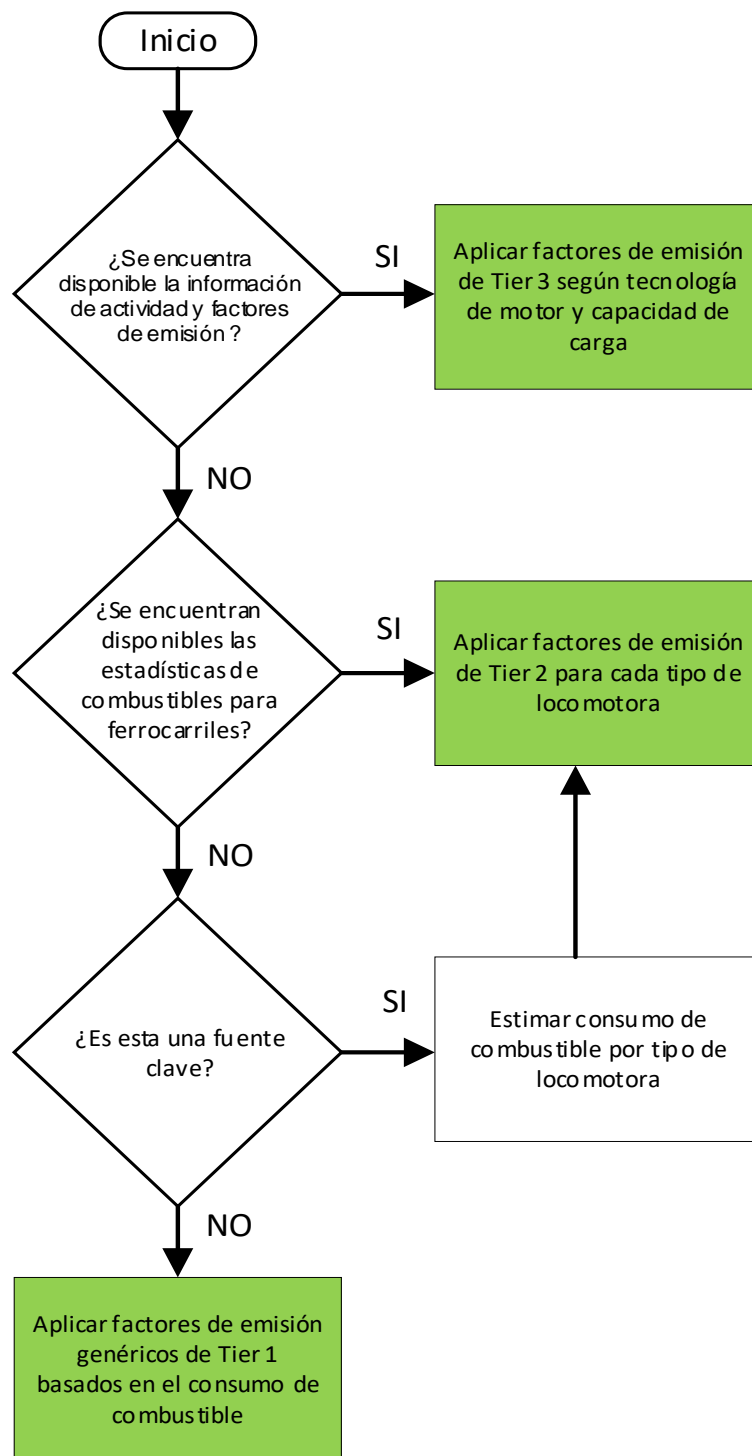 Inicio
¿Se encuentra
disponible la información
de actividad y factores
de emisión ?
SI
Aplicar factores de emisión
de Tier 3 según tecnología
de motor y capacidad de
carga
NO
¿Se encuentran
disponibles las
estadísticas de
combustibles para
ferrocarriles?
SI
Aplicar factores de emisión
de Tier 2 para cada tipo de
locomotora
NO
¿Es esta una fuente
clave?
SI
Estimar consumo de
combustible por tipo de
locomotora
NO
Aplicar factores de emisión
genéricos de Tier 1
basados en el consumo de
combustible